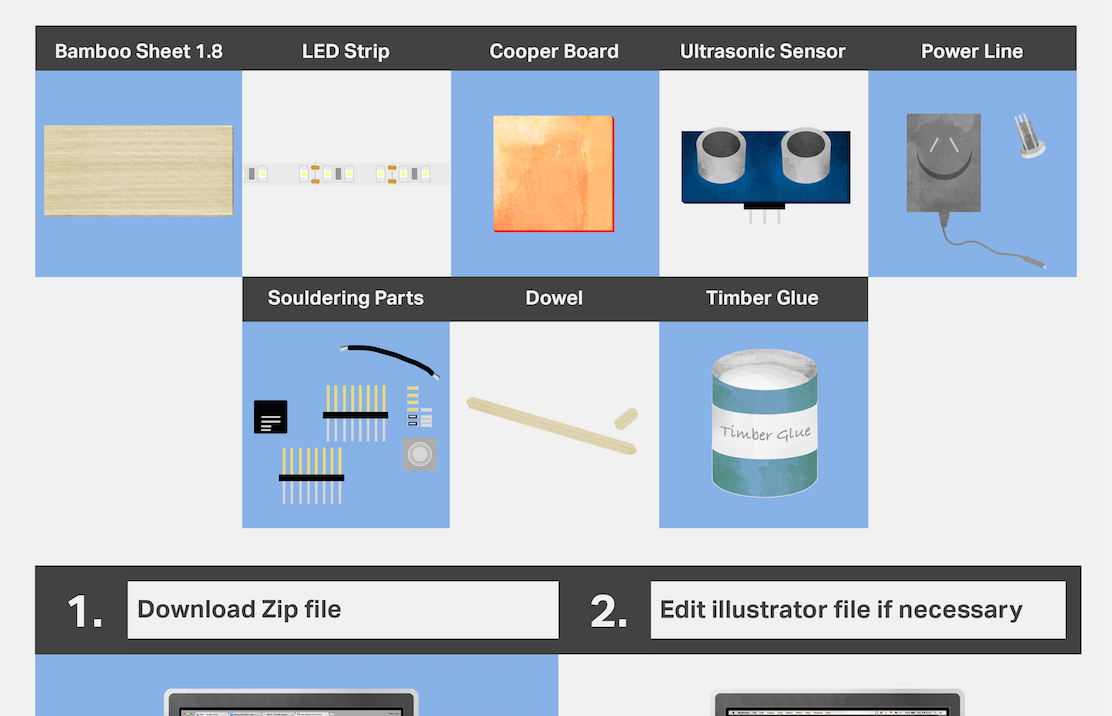 Bamboo Sheet 1.8
LED Strip
Cooper Board
Ultrasonic Sensor
Power Line
Souldering Parts
Dowel
Timber Glue
Timber Glue
1.
Download Zip file
2.
Edit illustrator file if necessary